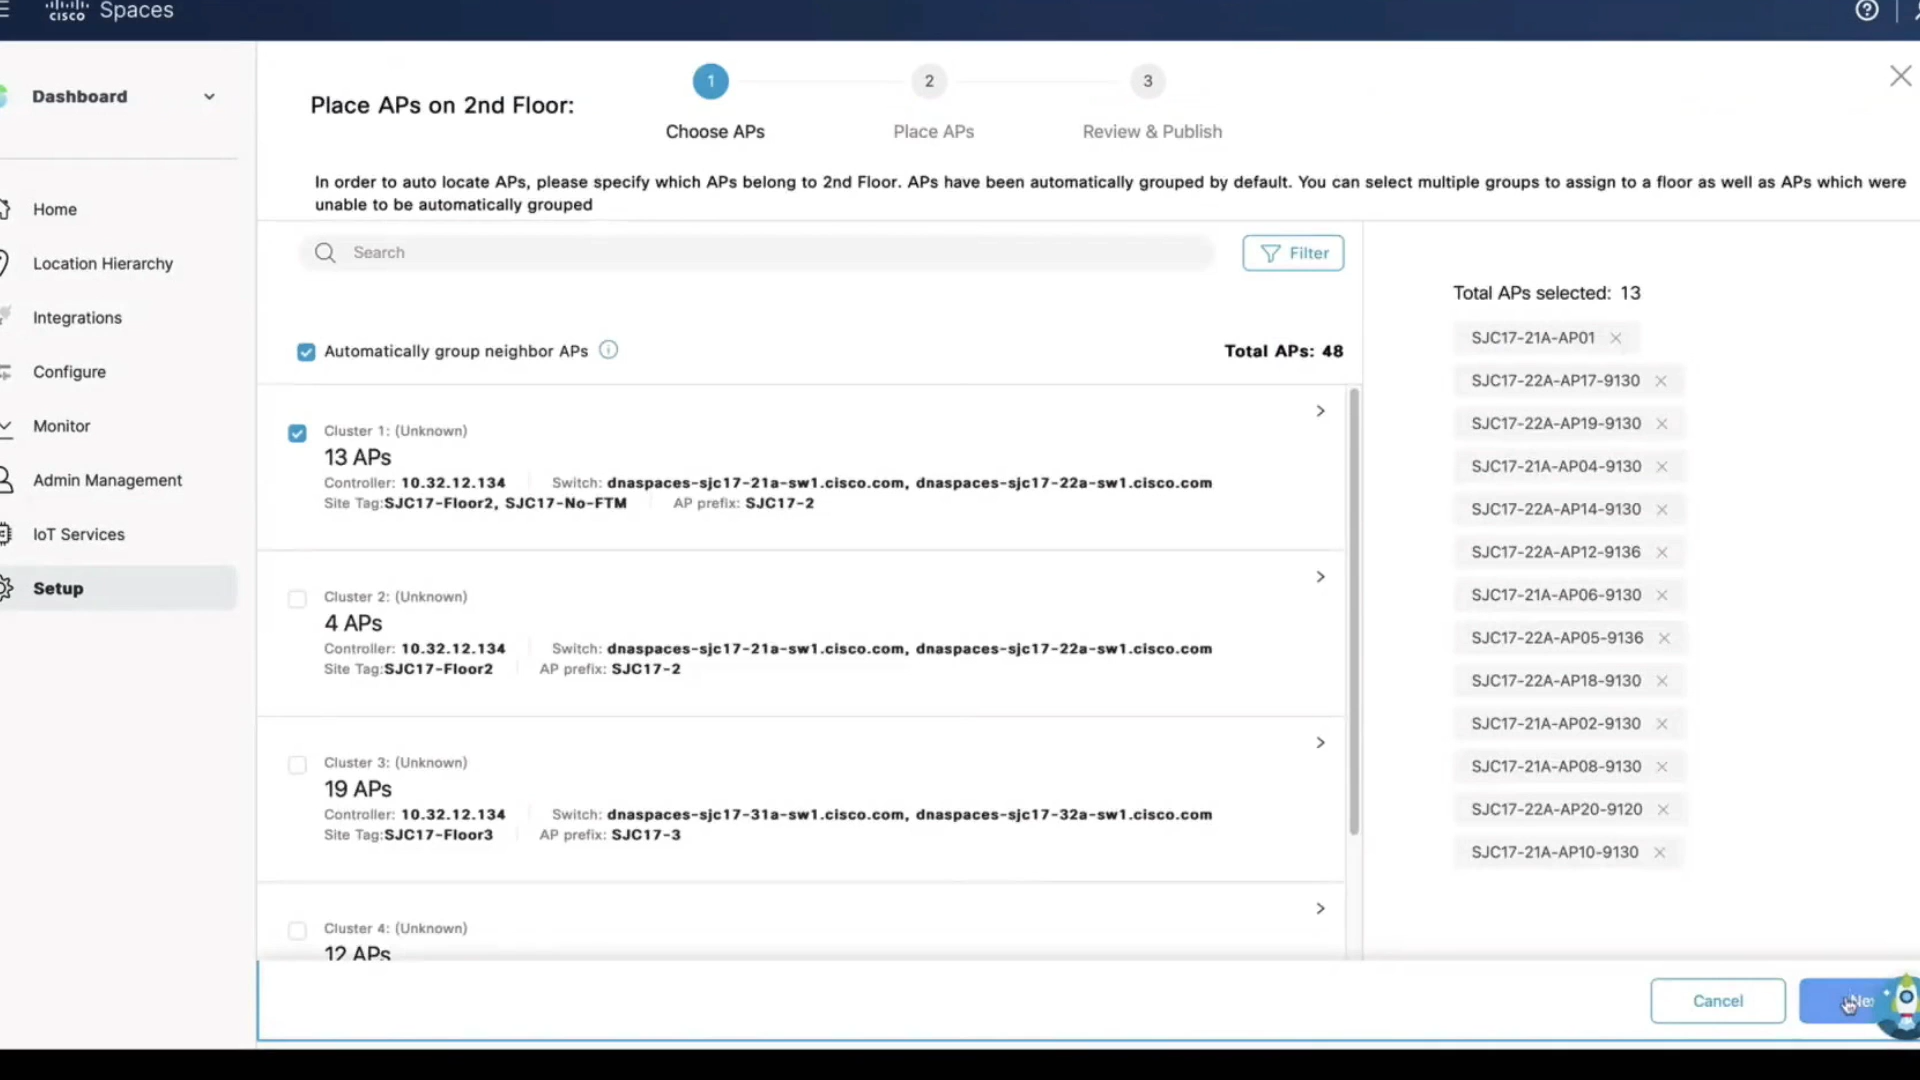 cisco Spaces
Dashboard
Home
Location Hierarchy
Integrations
Configure
Monitor
Admin Management
IoT Services
Setup
Place APs on 2nd Floor:
1
2
3
Choose APs
Place APs
Review & Publish
In order to auto locate APs, please specify which APs belong to 2nd Floor. APs have been automatically grouped by default. You can select multiple groups to assign to a floor as well as APs which were
unable to be automatically grouped
Search
Filter
Automatically group neighbor APs
Total APs: 48
Cluster 1: (Unknown)
13 APs
Controller: 10.32.12.134 Switch: dnaspaces-sjc17-21a-sw1.cisco.com, dnaspaces-sjc17-22a-sw1.cisco.com
Site Tag:SJC17-Floor2, SJC17-No-FTM AP prefix: SJC17-2
Cluster 2: (Unknown)
4 APs
Controller: 10.32.12.134 Switch: dnaspaces-sjc17-21a-sw1.cisco.com, dnaspaces-sjc17-22a-sw1.cisco.com
Site Tag:SJC17-Floor2 AP prefix: SJC17-2
Cluster 3: (Unknown)
19 APs
Controller: 10.32.12.134 Switch: dnaspaces-sjc17-31a-sw1.cisco.com, dnaspaces-sjc17-32a-sw1.cisco.com
Site Tag:SJC17-Floor3 AP prefix: SJC17-3
Cluster 4: (Unknown)
12 APs
Total APs selected: 13
SJC17-21A-AP01
SJC17-22A-AP17-9130
SJC17-22A-AP19-9130
SJC17-22A-AP04-9130
SJC17-22A-AP14-9130
SJC17-22A-AP12-9136
SJC17-21A-AP06-9130
SJC17-22A-AP05-9136
SJC17-22A-AP18-9130
SJC17-21A-AP02-9130
SJC17-21A-AP08-9130
SJC17-22A-AP20-9120
SJC17-21A-AP10-9130
Cancel